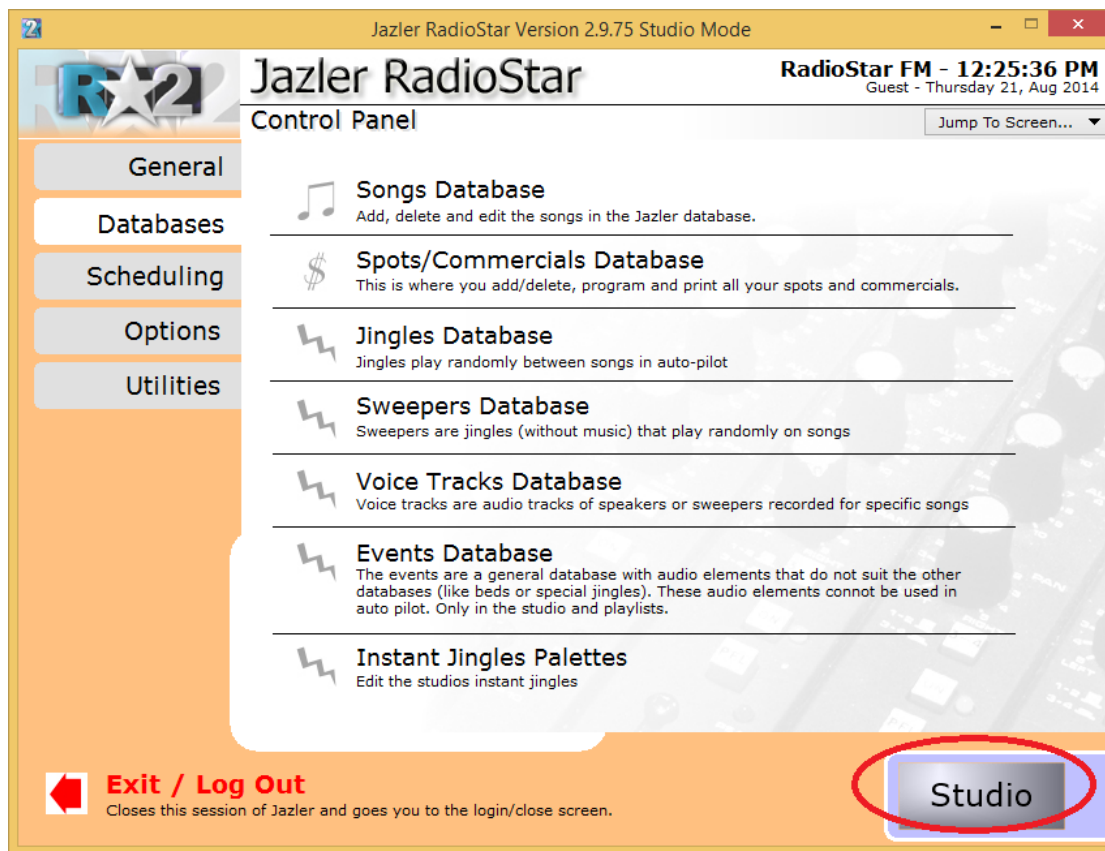 Jazler RadioStar Version 2.9.75 Studio Mode
R 2
Jazler RadioStar
RadioStar FM - 12:25:36 PM
Guest - Thursday 21, Aug 2014
Control Panel
Jump To Screen...
General
Databases
Scheduling
Options
Utilities
Songs Database
Add, delete and edit the songs in the Jazler database.
Spots/Commercials Database
This is where you add/delete, program and print all your spots and commercials.
Jingles Database
Jingles play randomly between songs in auto-pilot
Sweepers Database
Sweepers are jingles (without music) that play randomly on songs
Voice Tracks Database
Voice tracks are audio tracks of speakers or sweepers recorded for specific songs
Events Database
The events are a general database with audio elements that do not suit the other
databases (like beds or special jingles). These audio elements connot be used in
auto pilot. Only in the studio and playlists.
Instant Jingles Palettes
Edit the studios instant jingles
Exit / Log Out
Closes this session of Jazler and goes you to the login/close screen.
Studio